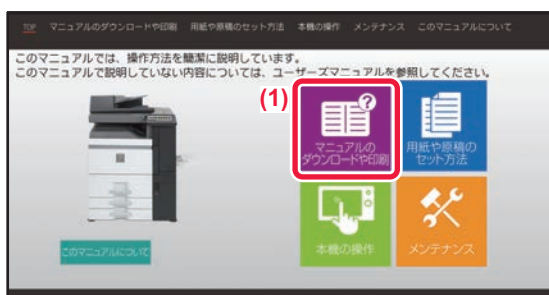 TOP マニュアルのダウンロードや印刷 用紙や原稿のセット方法 本機の操作 メンテナンス このマニュアルについて
このマニュアルでは、操作方法を簡潔に説明しています。
このマニュアルで説明していない内容については、ユーザーズマニュアルを参照してください。
(1)
マニュアルの
ダウンロードや印刷
用紙や原稿の
セット方法
本機の操作
メンテナンス
このマニュアルについて